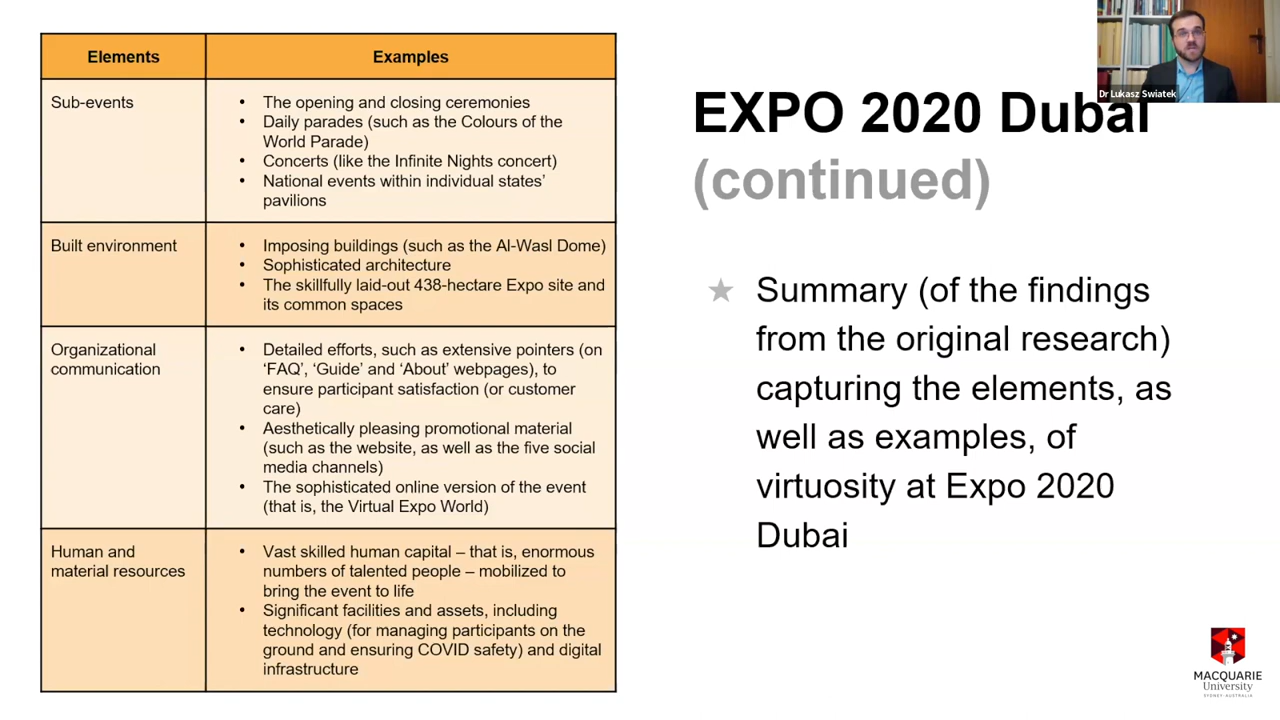 Elements
Examples
Sub-events
• The opening and closing ceremonies
• Daily parades (such as the Colours of the
World Parade)
• Concerts (like the Infinite Nights concert)
• National events within individual states’
pavilions
Built environment
• Imposing buildings (such as the Al-Wasl Dome)
• Sophisticated architecture
• The skillfully laid-out 438-hectare Expo site and
its common spaces
Organizational
communication
• Detailed efforts, such as extensive pointers (on
‘FAQ’, ‘Guide’ and ‘About’ webpages), to
ensure participant satisfaction (or customer
care)
• Aesthetically pleasing promotional material
(such as the website, as well as the five social
media channels)
• The sophisticated online version of the event
(that is, the Virtual Expo World)
Human and
material resources
• Vast skilled human capital – that is, enormous
numbers of talented people – mobilized to
bring the event to life
• Significant facilities and assets, including
technology (for managing participants on the
ground and ensuring COVID safety) and digital
infrastructure
Dr Lukasz Swiatek
EXPO 2020 Dubai
(continued)
★ Summary (of the findings
from the original research)
capturing the elements, as
well as examples, of
virtuosity at Expo 2020
Dubai
MACQUARIE
University
SYDNEY·AUSTRALIA